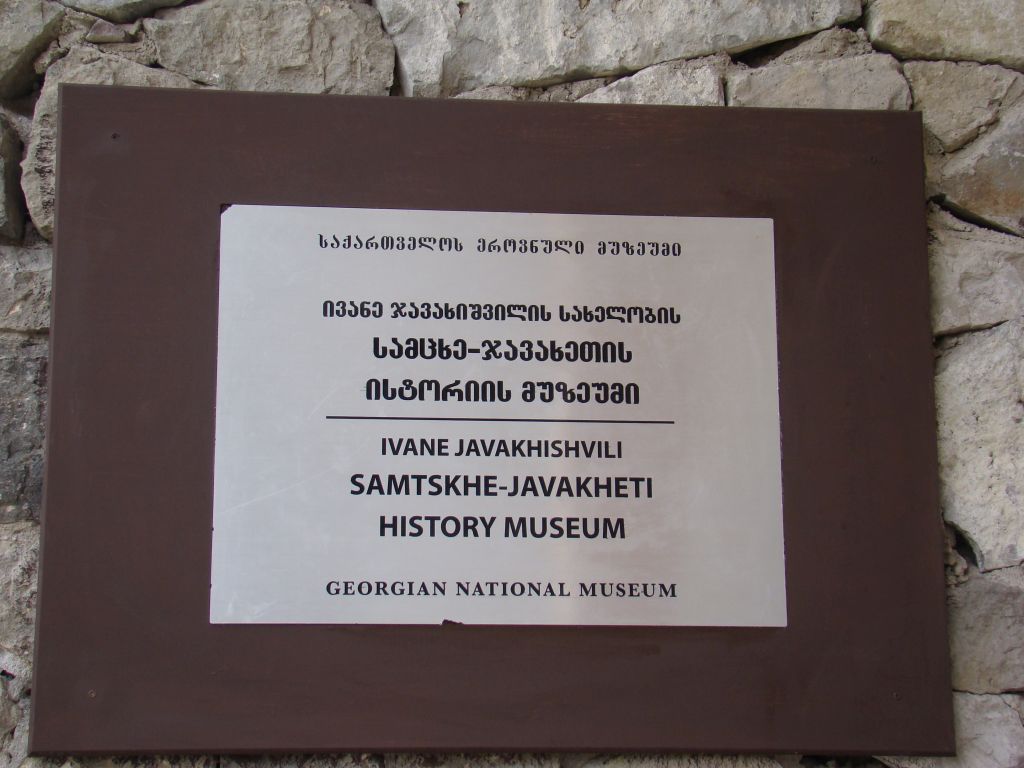 საქართველოს ეროვნული მუზეუმი
ივანე ჯავახიშვილის სახელობის
სამცხე-ჯავახეთის
ისტორიის მუზეუმი
IVANE JAVAKHISHVILI
SAMTSKHE-JAVAKHETI
HISTORY MUSEUM
GEORGIAN NATIONAL MUSEUM